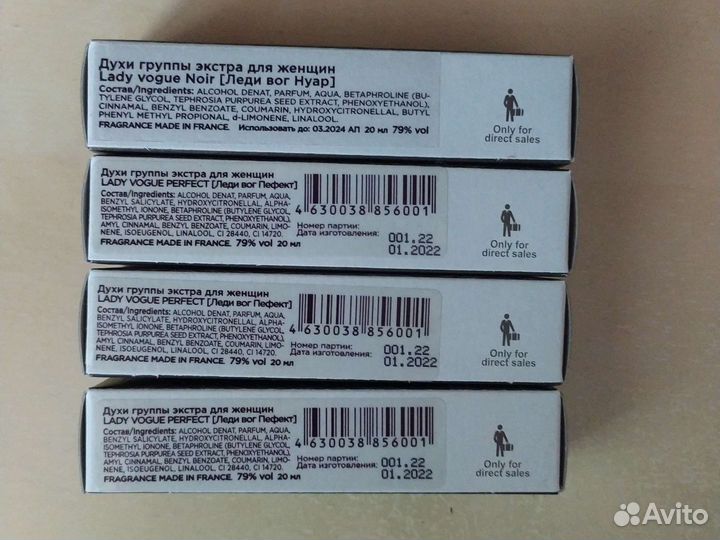 Духи группы экстра для женщин
Lady vogue Noir [Леди вог Нуар]
Состав/Ingredients: ALCOHOL DENAT, PARFUM, AQUA, BETAPHROLINE (BU-
TYLENE GLYCOL, TEPHROSIA PURPUREA SEED EXTRACT, PHENOXYETHANOL),
CINNAMAL, BENZYL BENZOATE, COUMARIN, HYDROXYCITRONELLAL, BUTYL
PHENYL METHYL PROPIONAL, d-LIMONENE, LINALOOL.
FRAGRANCE MADE IN FRANCE. Использовать до: 03.2024 АП 20 мл 79% vol
Only for
direct sales
Духи группы экстра для женщин
LADY VOGUE PERFECT [Леди вог Пефект]
Состав/Ingredients: ALCOHOL DENAT, PARFUM, AQUA,
BENZYL SALICYLATE, HYDROXYCITRONELLAL, ALPHA-
ISOMETHYL IONONE, BETAPHROLINE (BUTYLENE GLYCOL,
TEPHROSIA PURPUREA SEED EXTRACT, PHENOXYETHANOL),
AMYL CINNAMAL, BENZYL BENZOATE, COUMARIN, LIMO-
NENE, ISOEUGENOL, LINALOOL, CI 28440, CI 14720.
FRAGRANCE MADE IN FRANCE. 79% vol 20 мл
4 630038 856001
Номер партии: 001.22
Дата изготовления: 01.2022
Only for
direct sales
Духи группы экстра для женщин
LADY VOGUE PERFECT [Леди вог Пефект]
Состав/Ingredients: ALCOHOL DENAT, PARFUM, AQUA,
BENZYL SALICYLATE, HYDROXYCITRONELLAL, ALPHA-
ISOMETHYL IONONE, BETAPHROLINE (BUTYLENE GLYCOL,
TEPHROSIA PURPUREA SEED EXTRACT, PHENOXYETHANOL),
AMYL CINNAMAL, BENZYL BENZOATE, COUMARIN, LIMO-
NENE, ISOEUGENOL, LINALOOL, CI 28440, CI 14720.
FRAGRANCE MADE IN FRANCE. 79% vol 20 мл
4 630038 856001
Номер партии: 001.22
Дата изготовления: 01.2022
Only for
direct sales
Духи группы экстра для женщин
LADY VOGUE PERFECT [Леди вог Пефект]
Состав/Ingredients: ALCOHOL DENAT, PARFUM, AQUA,
BENZYL SALICYLATE, HYDROXYCITRONELLAL, ALPHA-
ISOMETHYL IONONE, BETAPHROLINE (BUTYLENE GLYCOL,
TEPHROSIA PURPUREA SEED EXTRACT, PHENOXYETHANOL),
AMYL CINNAMAL, BENZYL BENZOATE, COUMARIN, LIMO-
NENE, ISOEUGENOL, LINALOOL, CI 28440, CI 14720.
FRAGRANCE MADE IN FRANCE. 79% vol 20 мл
4 630038 856001
Номер партии: 001.22
Дата изготовления: 01.2022
Only for
direct sales
Avito